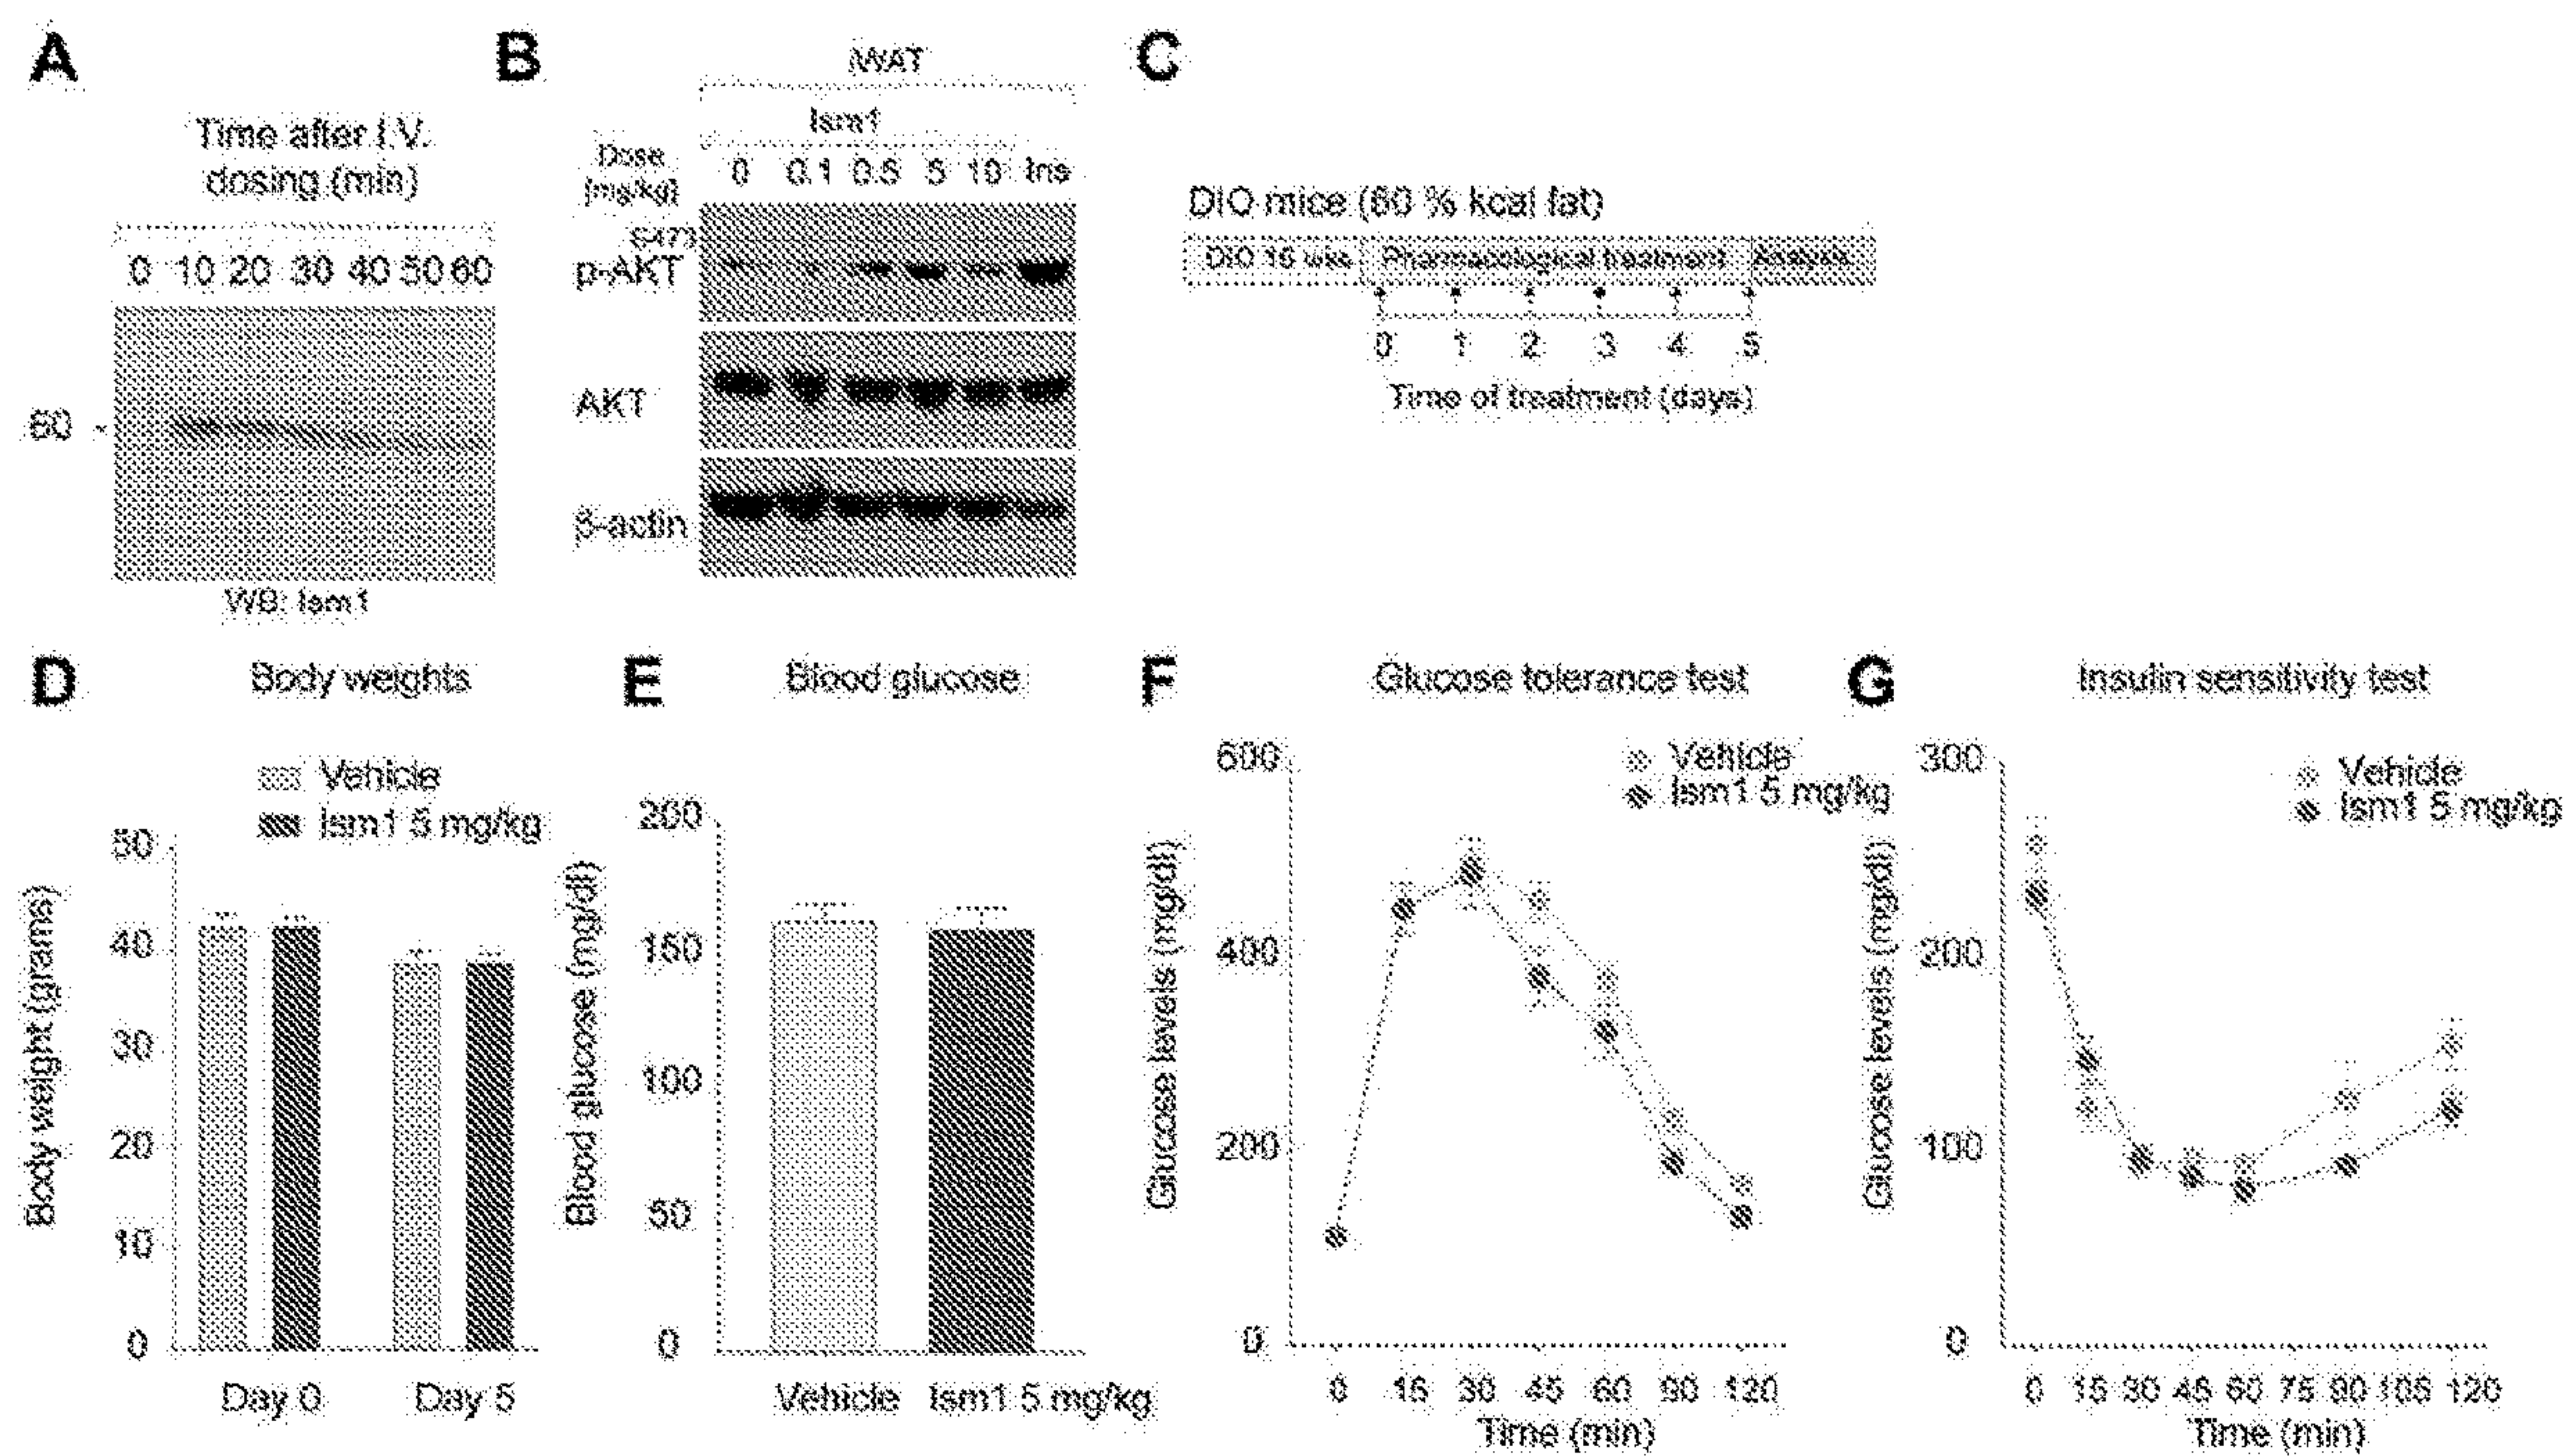 A
Time after I.V.
dosing (min)
0 10 20 30 40 50 60
60 -
WB: Ism1
B
iWAT
Ism1
Dose
[mg/kg]
0 0.1 0.5 5 10 Ins
S473
p-AKT
AKT
β-actin
C
DIO mice (60 % kcal fat)
DIO 16 wks Pharmacological treatment Analysis
0 1 2 3 4 5
Time of treatment (days)
D
Body weights
Vehicle
Ism1 5 mg/kg
Body weight (grams)
50
40
30
20
10
0
Day 0 Day 5
E
Blood glucose
Blood glucose (mg/dl)
200
150
100
50
0
Vehicle Ism1 5 mg/kg
F
Glucose tolerance test
Vehicle
Ism1 5 mg/kg
Glucose levels (mg/dl)
600
400
200
0
0 15 30 45 60 90 120
Time (min)
G
Insulin sensitivity test
Vehicle
Ism1 5 mg/kg
Glucose levels (mg/dl)
300
200
100
0
0 15 30 45 60 75 90 105 120
Time (min)